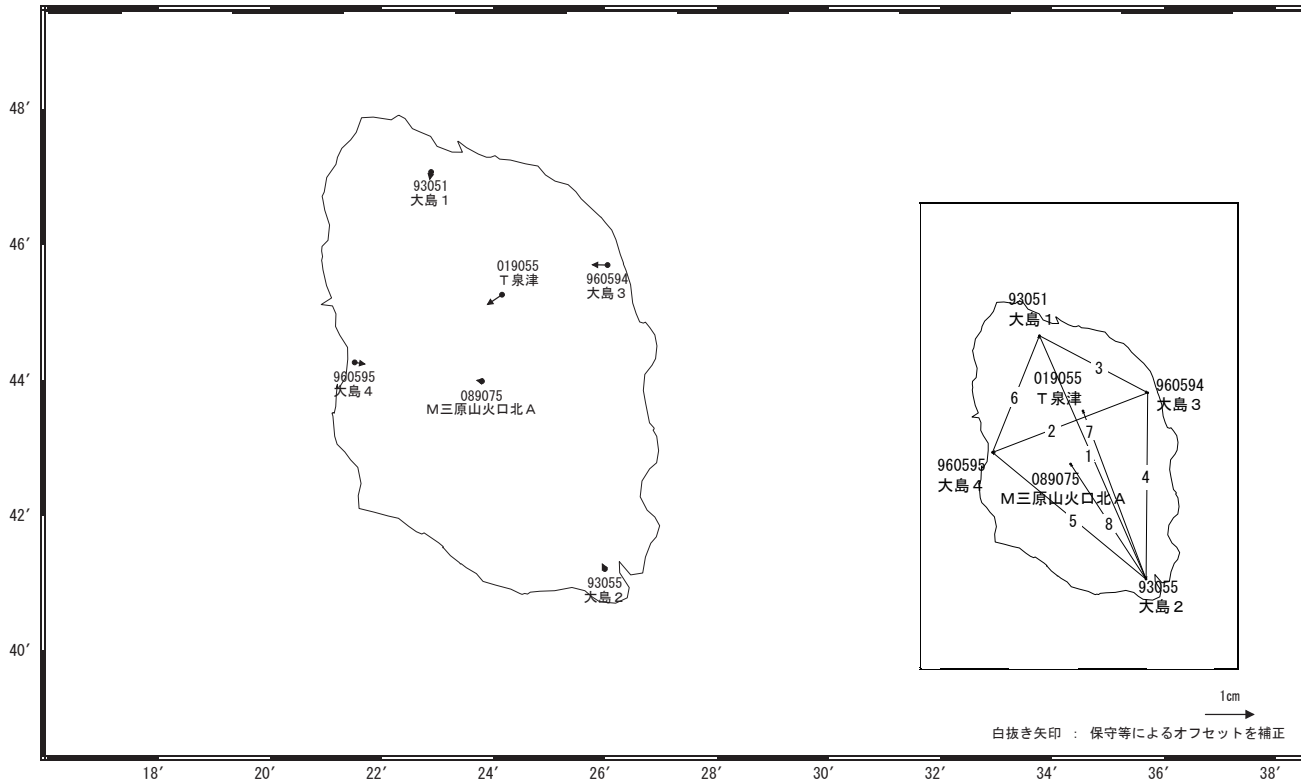 48′
46′
44′
42′
40′
93051
大島１
019055
Ｔ泉津
960594
大島３
960595
大島４
089075
Ｍ三原山火口北Ａ
93055
大島２
93051
大島１
3
019055
Ｔ泉津
960594
大島３
6
2
7
1
960595
大島４
089075
Ｍ三原山火口北Ａ
4
5
8
93055
大島２
1cm
白抜き矢印 ： 保守等によるオフセットを補正
18′
20′
22′
24′
26′
28′
30′
32′
34′
36′
38′